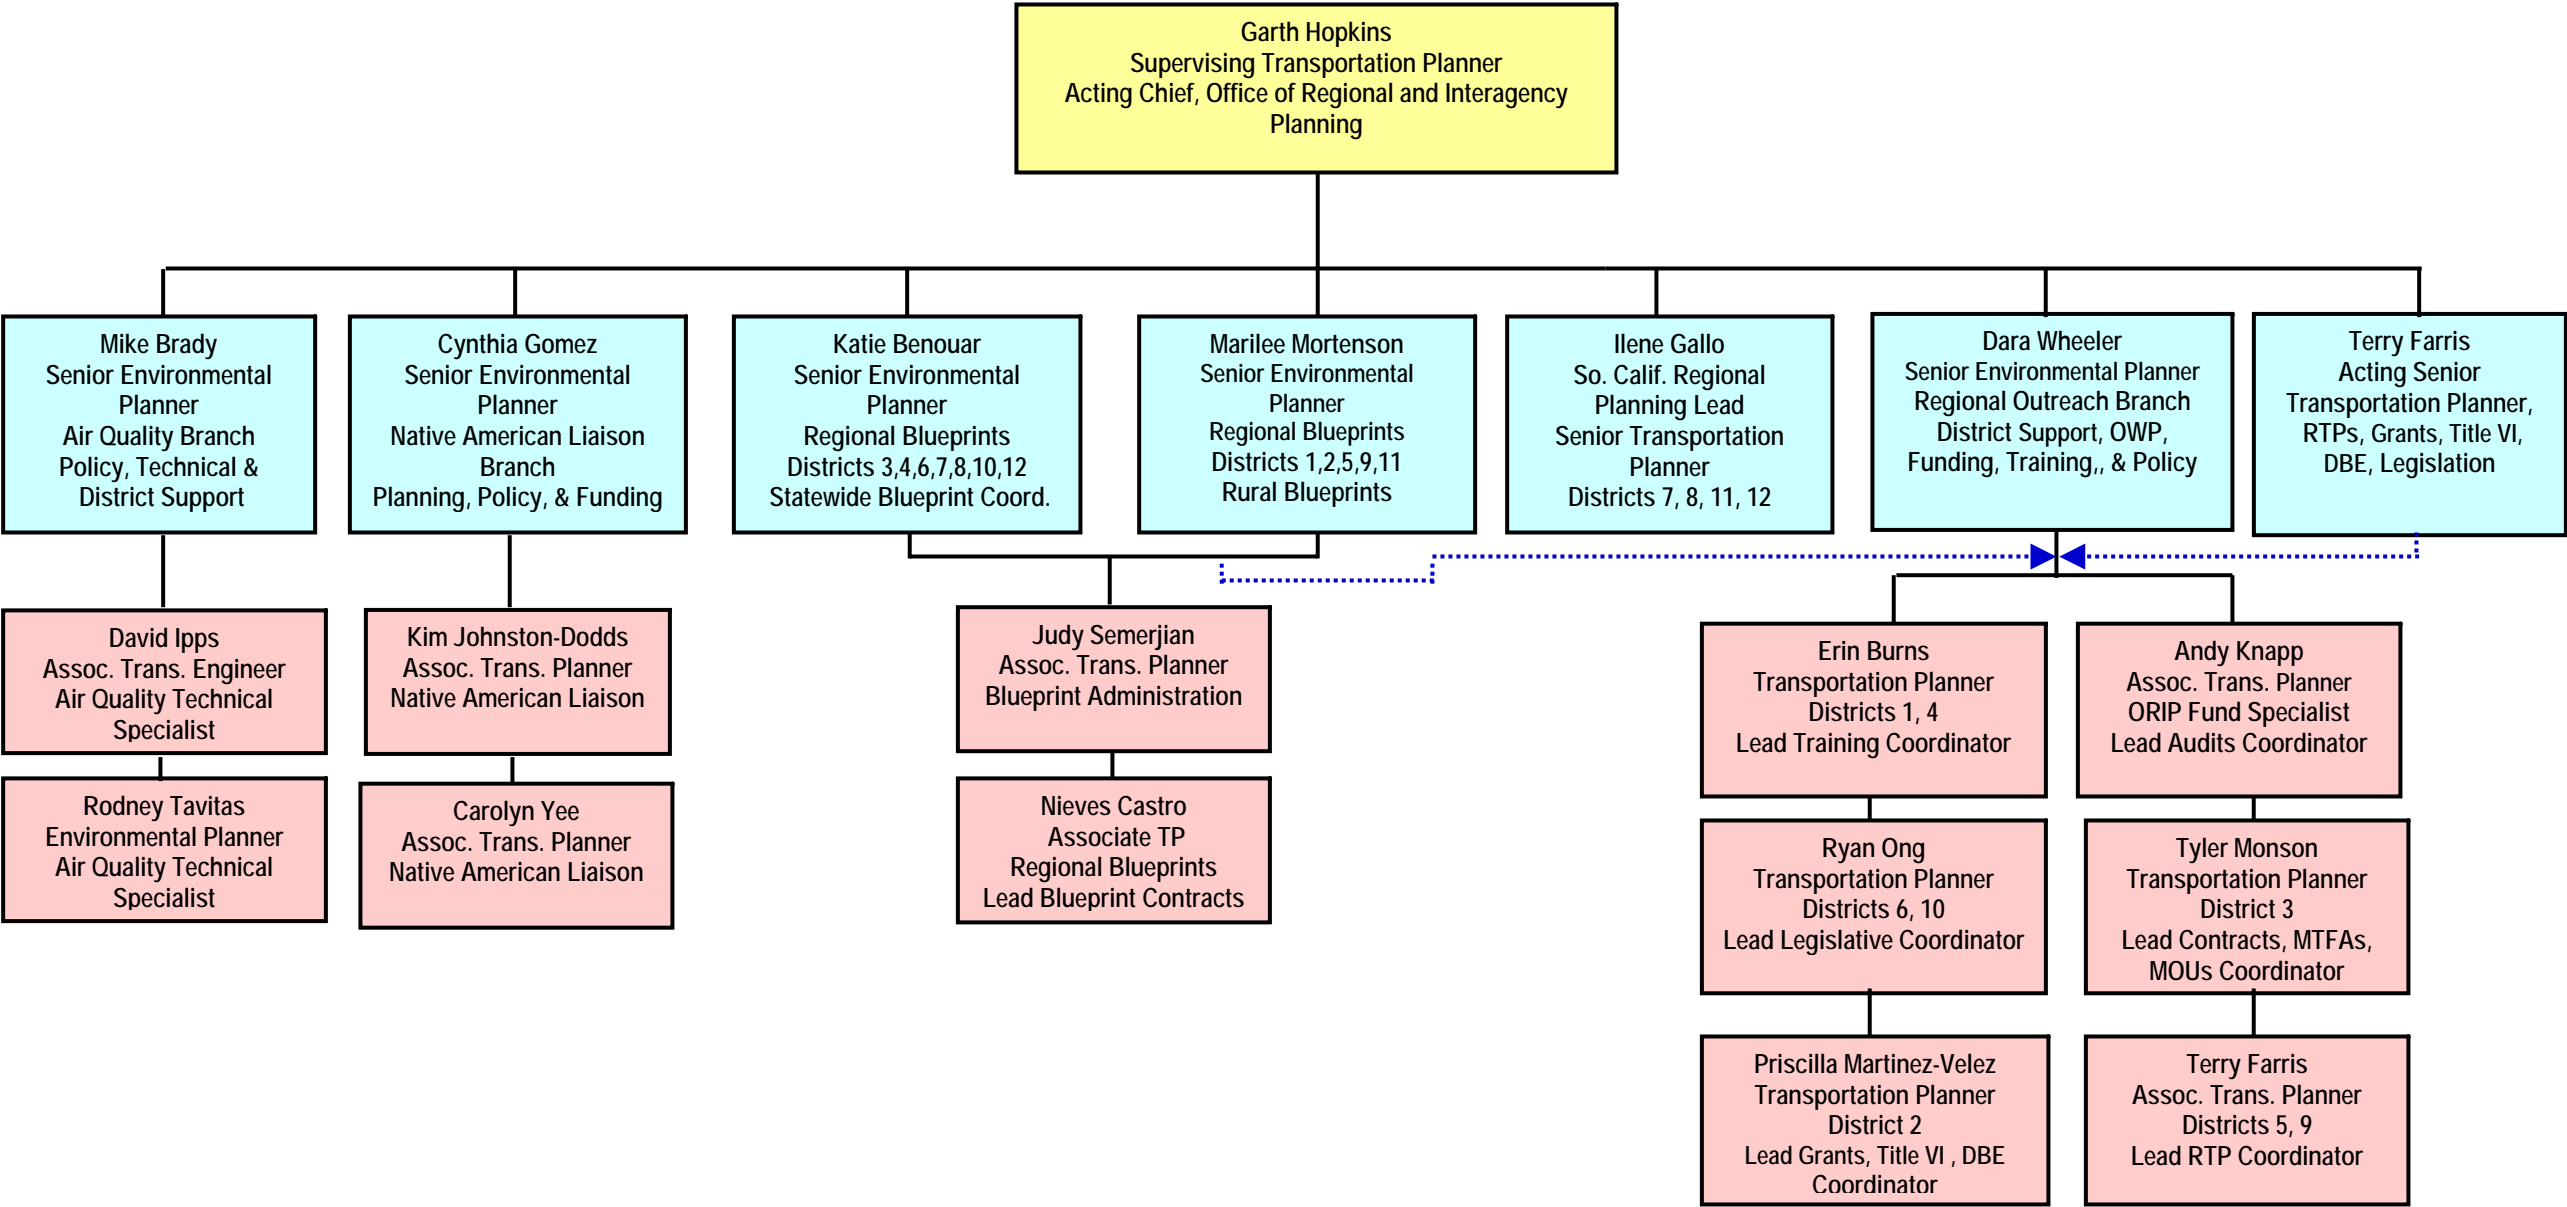 Garth Hopkins
Supervising Transportation Planner
Acting Chief, Office of Regional and Interagency
Planning
Mike Brady
Senior Environmental
Planner
Air Quality Branch
Policy, Technical &
District Support
Cynthia Gomez
Senior Environmental
Planner
Native American Liaison
Branch
Planning, Policy, & Funding
Katie Benouar
Senior Environmental
Planner
Regional Blueprints
Districts 3,4,6,7,8,10,12
Statewide Blueprint Coord.
Marilee Mortenson
Senior Environmental
Planner
Regional Blueprints
Districts 1,2,5,9,11
Rural Blueprints
Ilene Gallo
So. Calif. Regional
Planning Lead
Senior Transportation
Planner
Districts 7, 8, 11, 12
Dara Wheeler
Senior Environmental Planner
Regional Outreach Branch
District Support, OWP,
Funding, Training,, & Policy
Terry Farris
Acting Senior
Transportation Planner,
RTPs, Grants, Title VI,
DBE, Legislation
David Ipps
Assoc. Trans. Engineer
Air Quality Technical
Specialist
Kim Johnston-Dodds
Assoc. Trans. Planner
Native American Liaison
Judy Semerjian
Assoc. Trans. Planner
Blueprint Administration
Erin Burns
Transportation Planner
Districts 1, 4
Lead Training Coordinator
Andy Knapp
Assoc. Trans. Planner
ORIP Fund Specialist
Lead Audits Coordinator
Rodney Tavitas
Environmental Planner
Air Quality Technical
Specialist
Carolyn Yee
Assoc. Trans. Planner
Native American Liaison
Nieves Castro
Associate TP
Regional Blueprints
Lead Blueprint Contracts
Ryan Ong
Transportation Planner
Districts 6, 10
Lead Legislative Coordinator
Tyler Monson
Transportation Planner
District 3
Lead Contracts, MTFAs,
MOUs Coordinator
Priscilla Martinez-Velez
Transportation Planner
District 2
Lead Grants, Title VI , DBE
Coordinator
Terry Farris
Assoc. Trans. Planner
Districts 5, 9
Lead RTP Coordinator